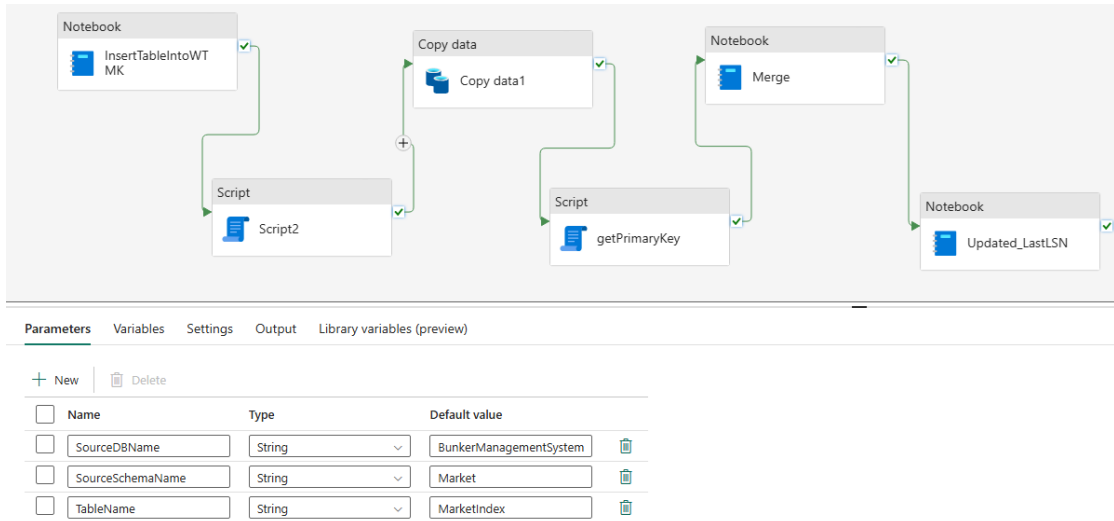 Notebook
InsertTableIntoWT
MK
Copy data
Copy data1
Notebook
Merge
Script
Script2
Script
getPrimaryKey
Notebook
Updated_LastLSN
Parameters Variables Settings Output Library variables (preview)
New Delete
Name Type Default value
SourceDBName String BunkerManagementSystem
SourceSchemaName String Market
TableName String MarketIndex